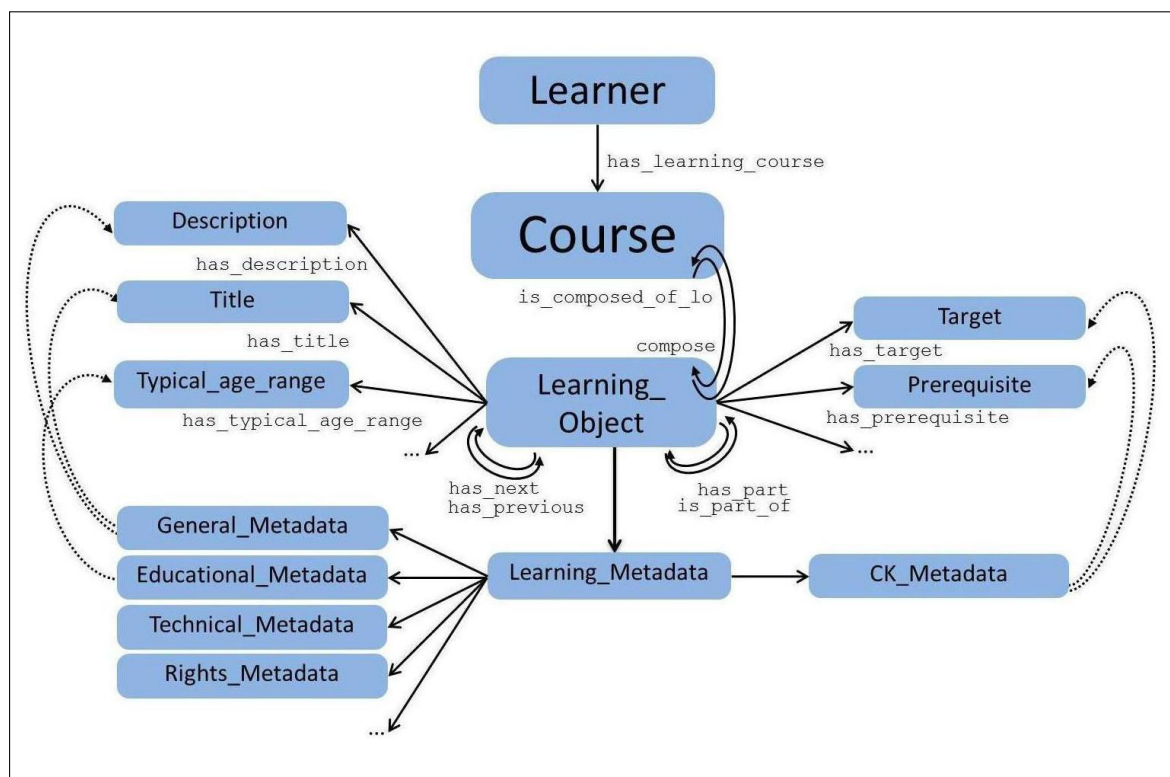 Learner
has_learning_course
Course
Description
has_description
is_composed_of_lo
Title
Target
has_title
compose
has_target
Typical_age_range
Learning_
Object
Prerequisite
has_typical_age_range
has_prerequisite
...
...
has_next
has_previous
has_part
is_part_of
General_Metadata
Educational_Metadata
Learning_Metadata
CK_Metadata
Technical_Metadata
Rights_Metadata
...